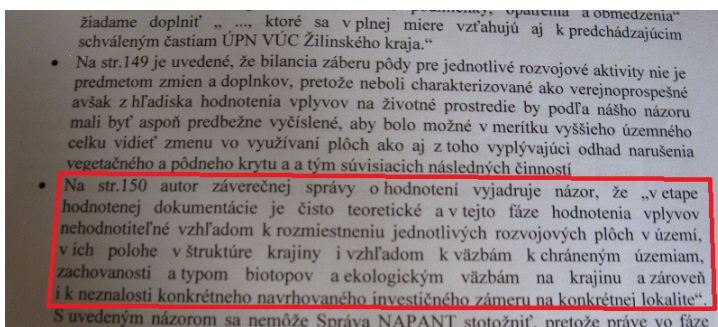 žiadame doplniť „ ..., ktoré sa v plnej miere vzťahujú aj k predchádzajúcim
schváleným častiam ÚPN VÚC Žilinského kraja.“
• Na str.149 je uvedené, že bilancia záberu pôdy pre jednotlivé rozvojové aktivity nie je
predmetom zmien a doplnkov, pretože neboli charakterizované ako verejnoprospešné
avšak z hľadiska hodnotenia vplyvov na životné prostredie by podľa nášho názoru
mali byť aspoň predbežne vyčíslené, aby bolo možné v merítku vyššieho územného
celku vidieť zmenu vo využívaní plôch ako aj z toho vyplývajúci odhad narušenia
vegetačného a pôdneho krytu a a tým súvisiacich následných činností
• Na str.150 autor záverečnej správy o hodnotení vyjadruje názor, že „v etape
hodnotenej dokumentácie je čisto teoretické a v tejto fáze hodnotenia vplyvov
nehodnotiteľné vzhľadom k rozmiestneniu jednotlivých rozvojových plôch v území,
v ich polohe v štruktúre krajiny i vzhľadom k väzbám k chráneným územiam,
zachovanosti a typom biotopov a ekologickým väzbám na krajinu a zároveň
i k neznalosti konkrétneho navrhovaného investičného zámeru na konkrétnej lokalite“.
S uvedeným názorom sa nemôže Správa NAPANT stotožniť, pretože práve vo fáze